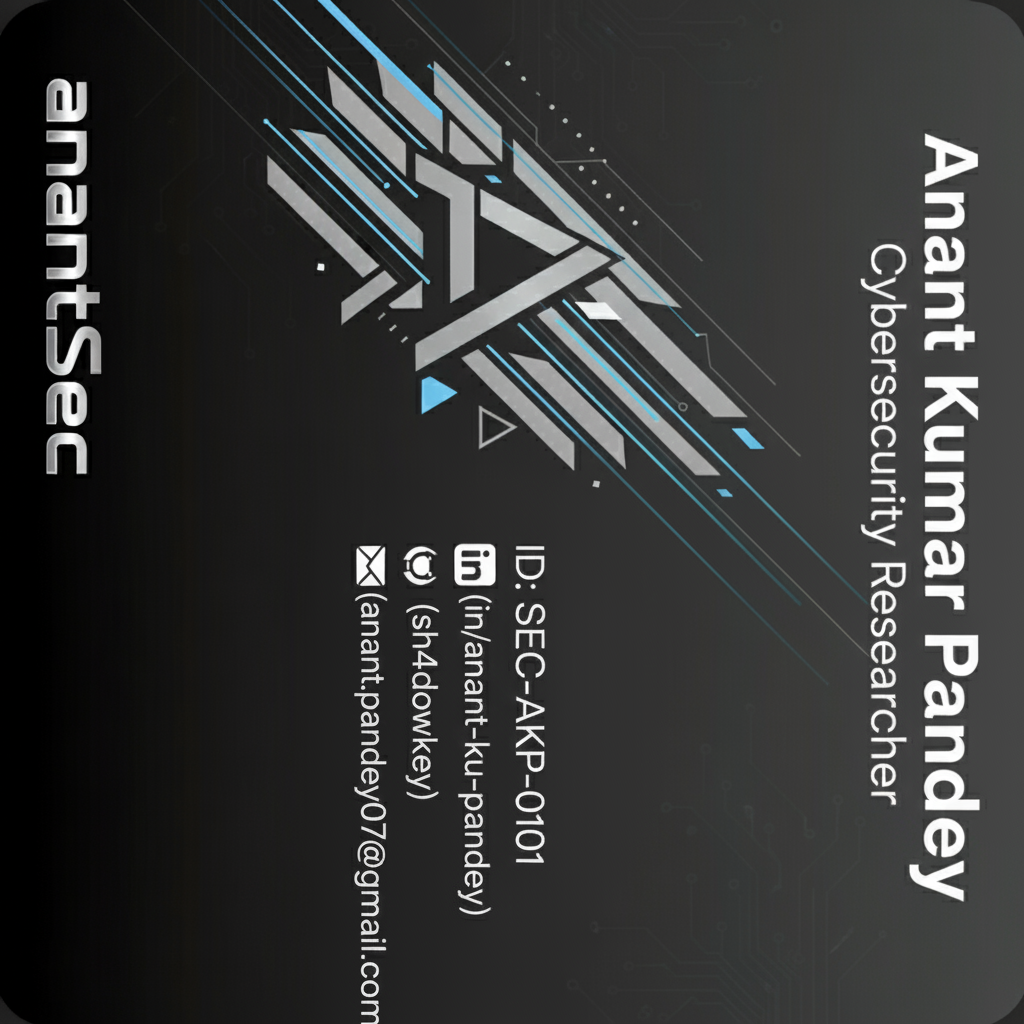 Anant Kumar Pandey
Cybersecurity Researcher
ID: SEC-AKP-0101
in (in/anant-ku-pandey)
(sh4dowkey)
(anant.pandey07@gmail.com
anantSec